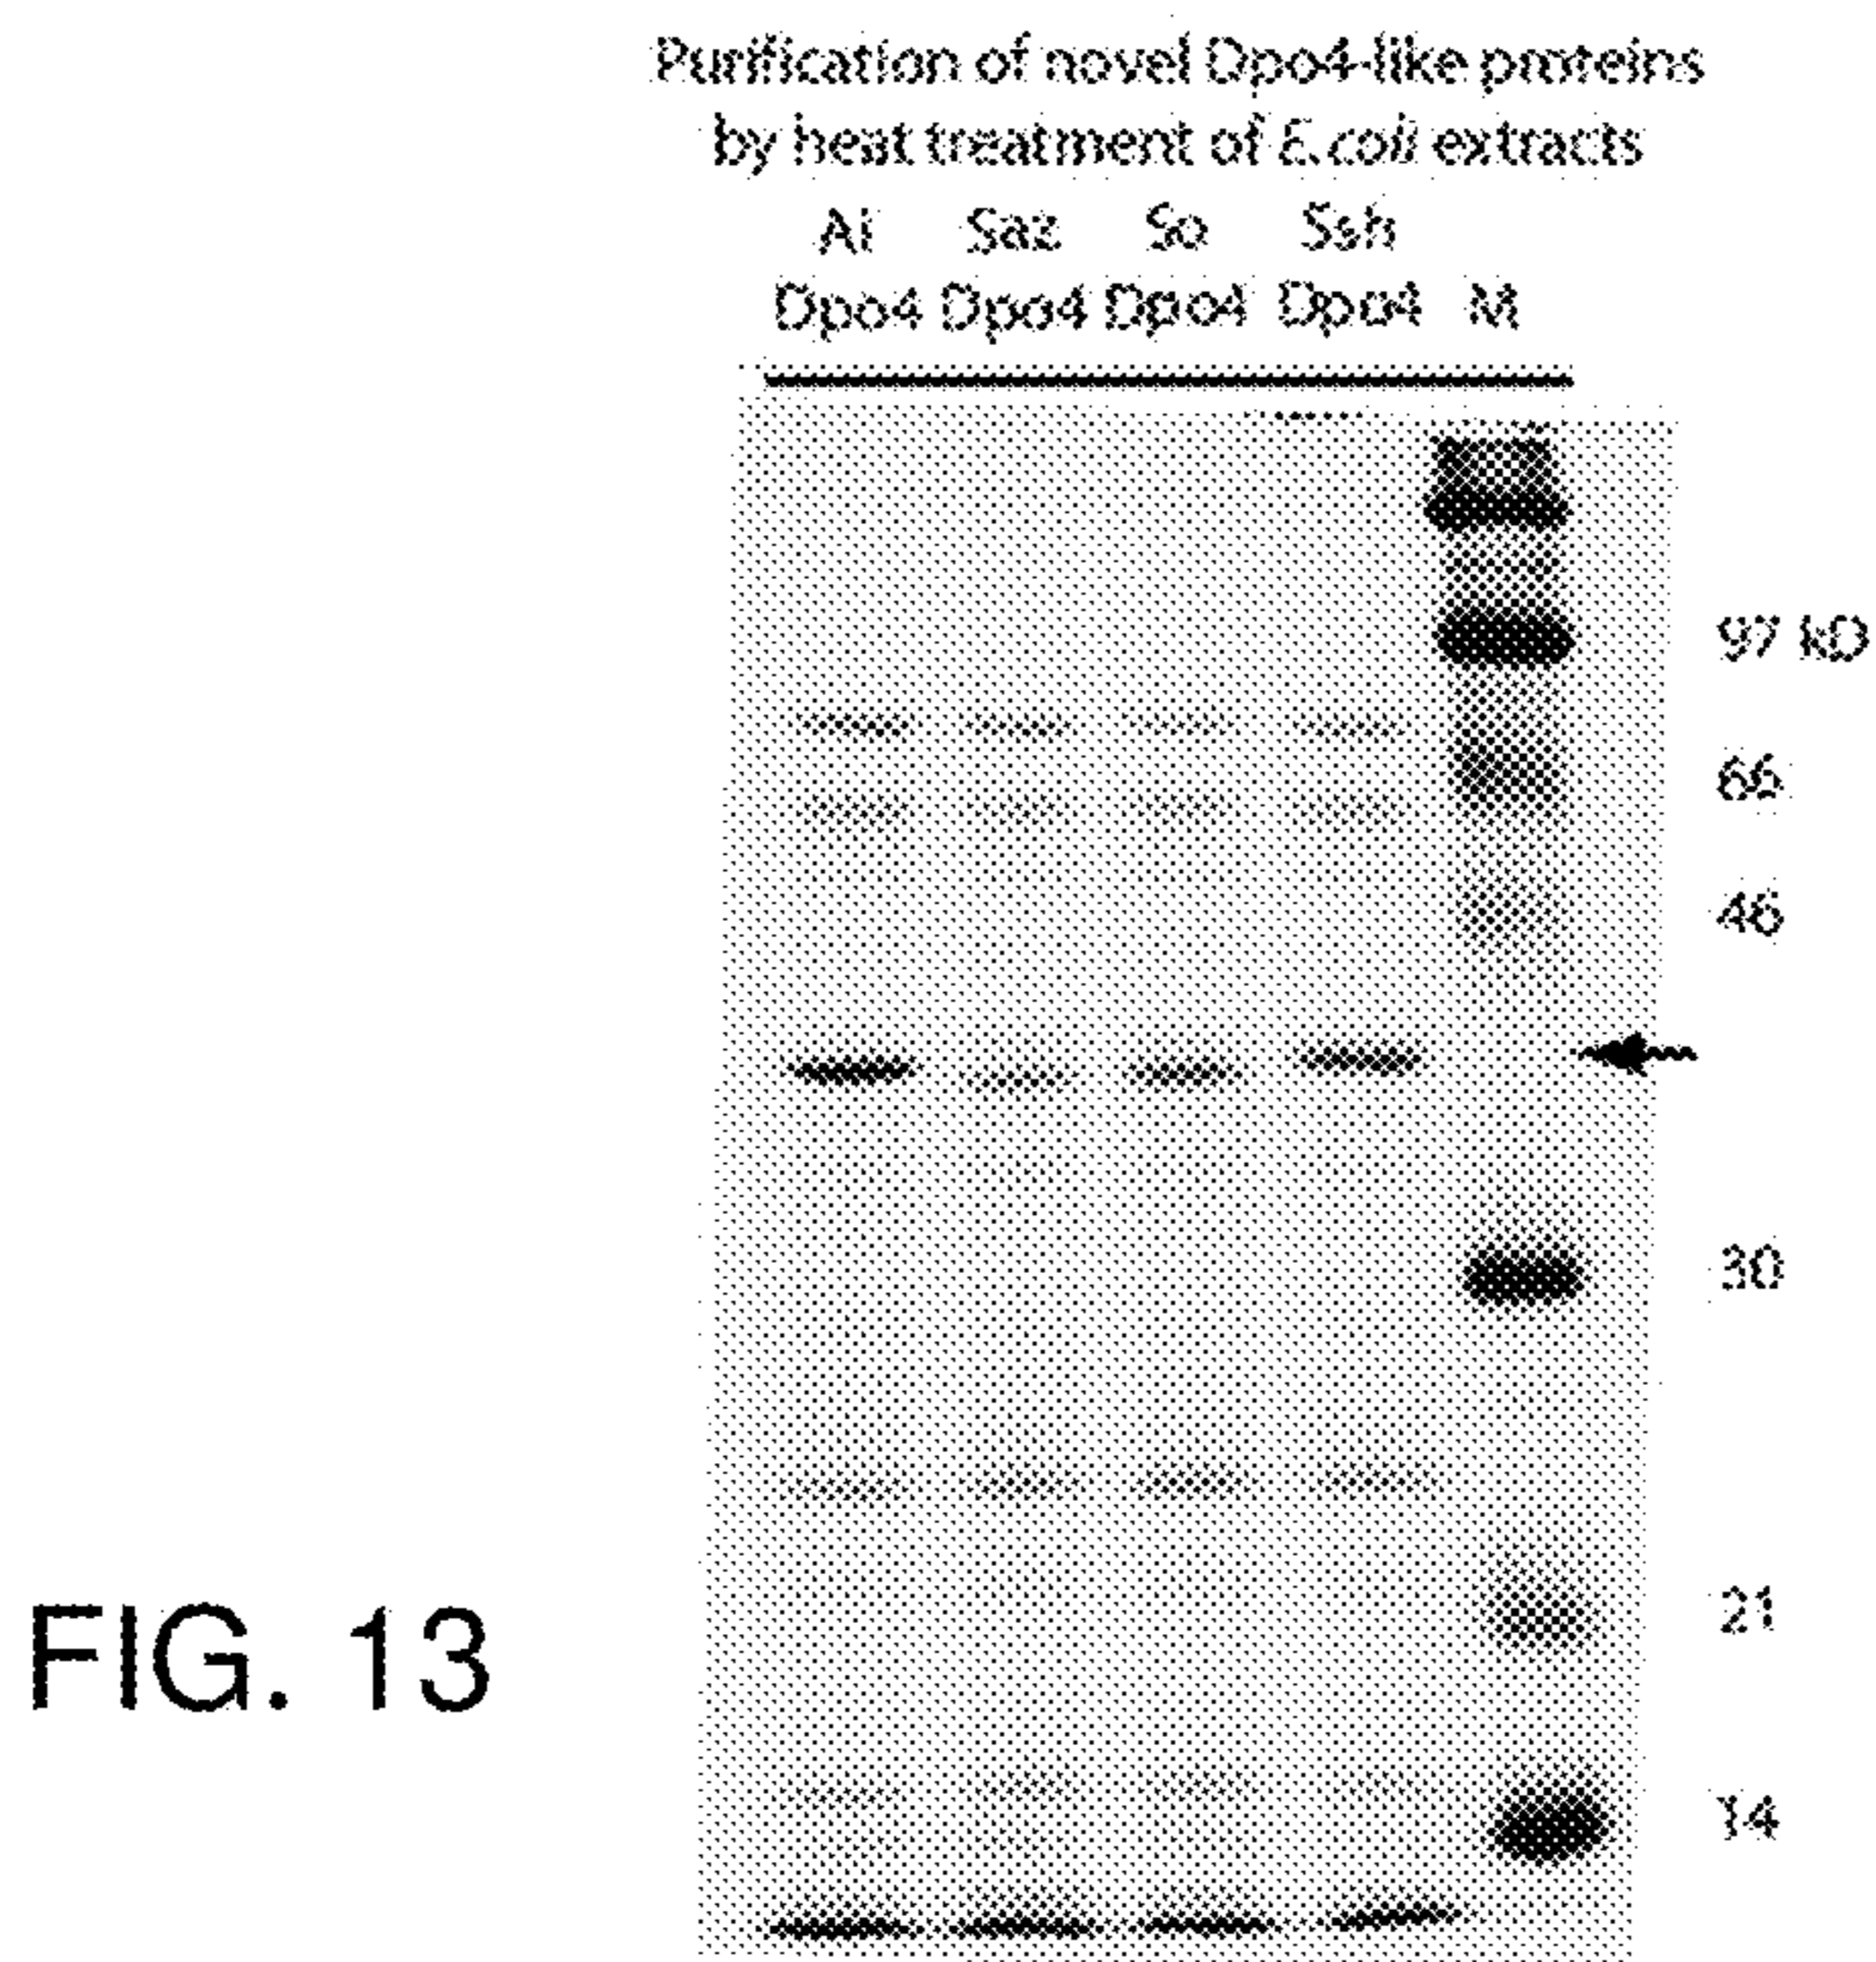 Purification of novel Dpo4-like proteins
by heat treatment of E. coli extracts
Ai Saz So Ssh
Dpo4 Dpo4 Dpo4 Dpo4 M
97 kD
66
46
30
21
14
FIG. 13